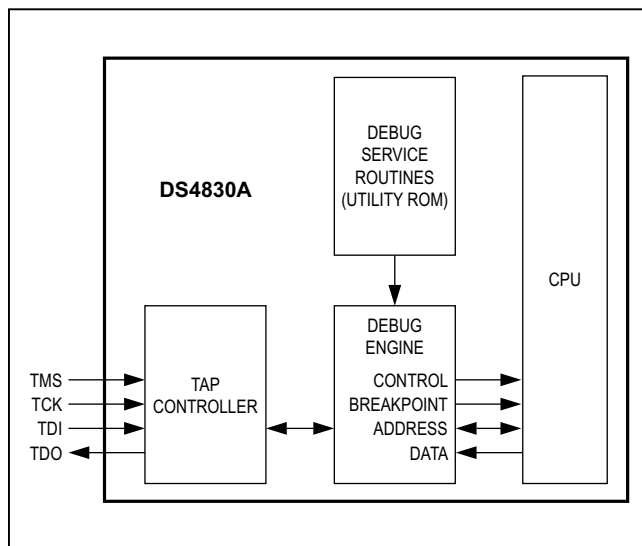 DS4830A
DEBUG
SERVICE
ROUTINES
(UTILITY ROM)
CPU
TMS
TCK
TDI
TDO
TAP
CONTROLLER
DEBUG
ENGINE
CONTROL
BREAKPOINT
ADDRESS
DATA